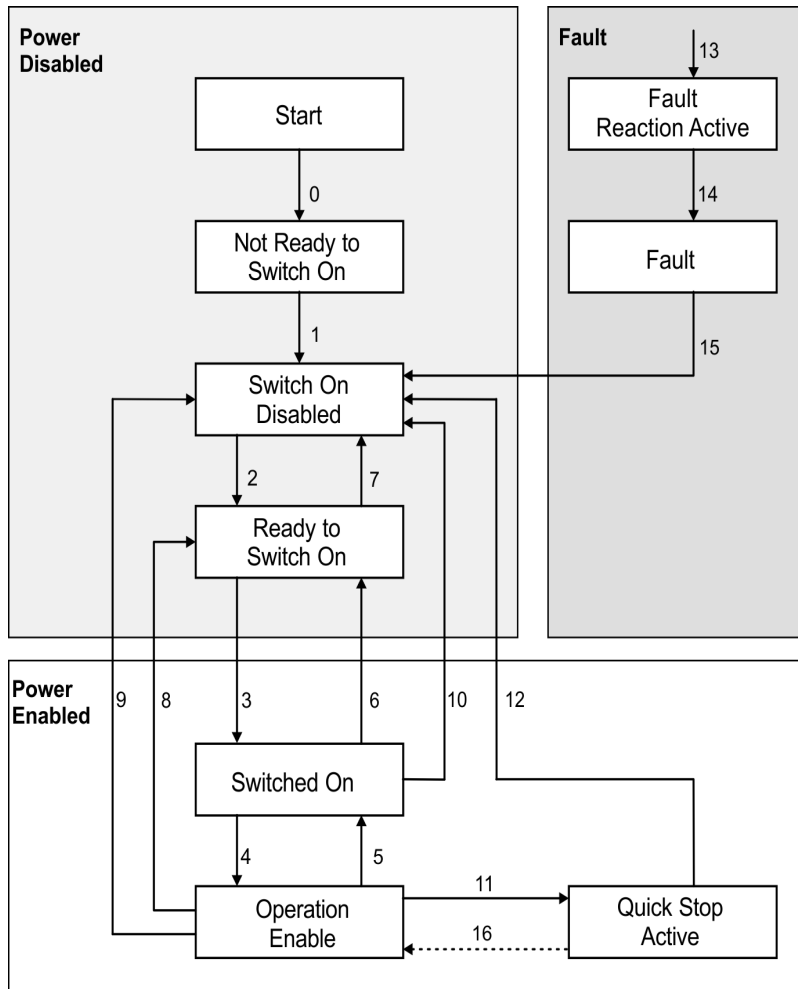 Power
Disabled
Start
0
Not Ready to
Switch On
1
Switch On
Disabled
2
7
Ready to
Switch On
Fault
13
Fault
Reaction Active
14
Fault
15
Power
Enabled
9
8
3
6
10
12
Switched On
4
5
Operation
Enable
11
16
Quick Stop
Active